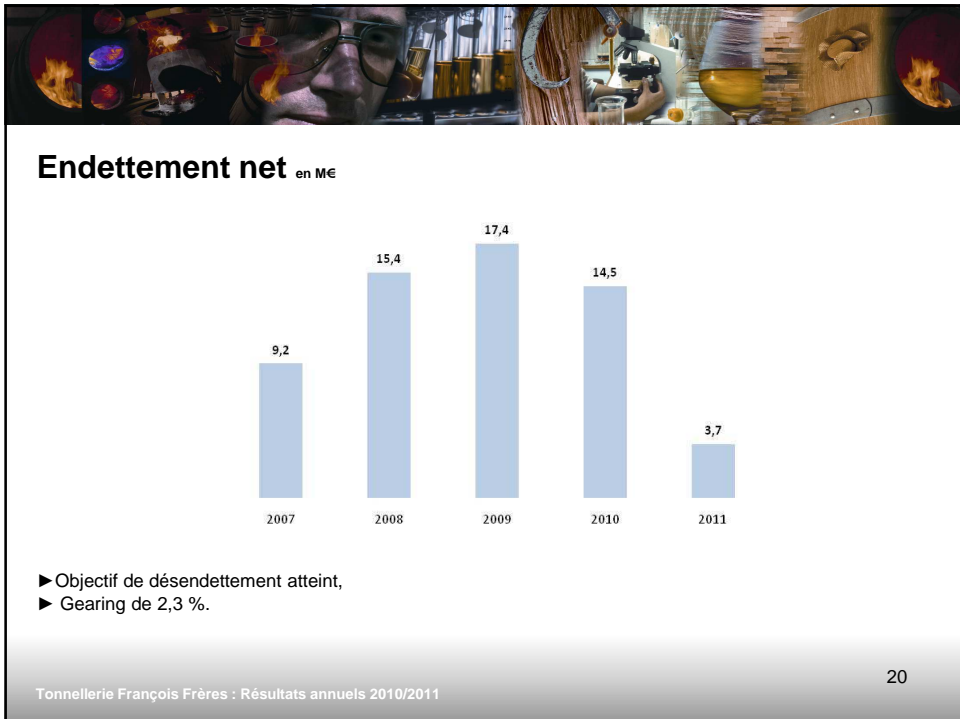 Endettement net en M€
17,4
15,4
14,5
9,2
3,7
2007 2008 2009 2010 2011
►Objectif de désendettement atteint,
► Gearing de 2,3 %.
20
Tonnellerie François Frères : Résultats annuels 2010/2011